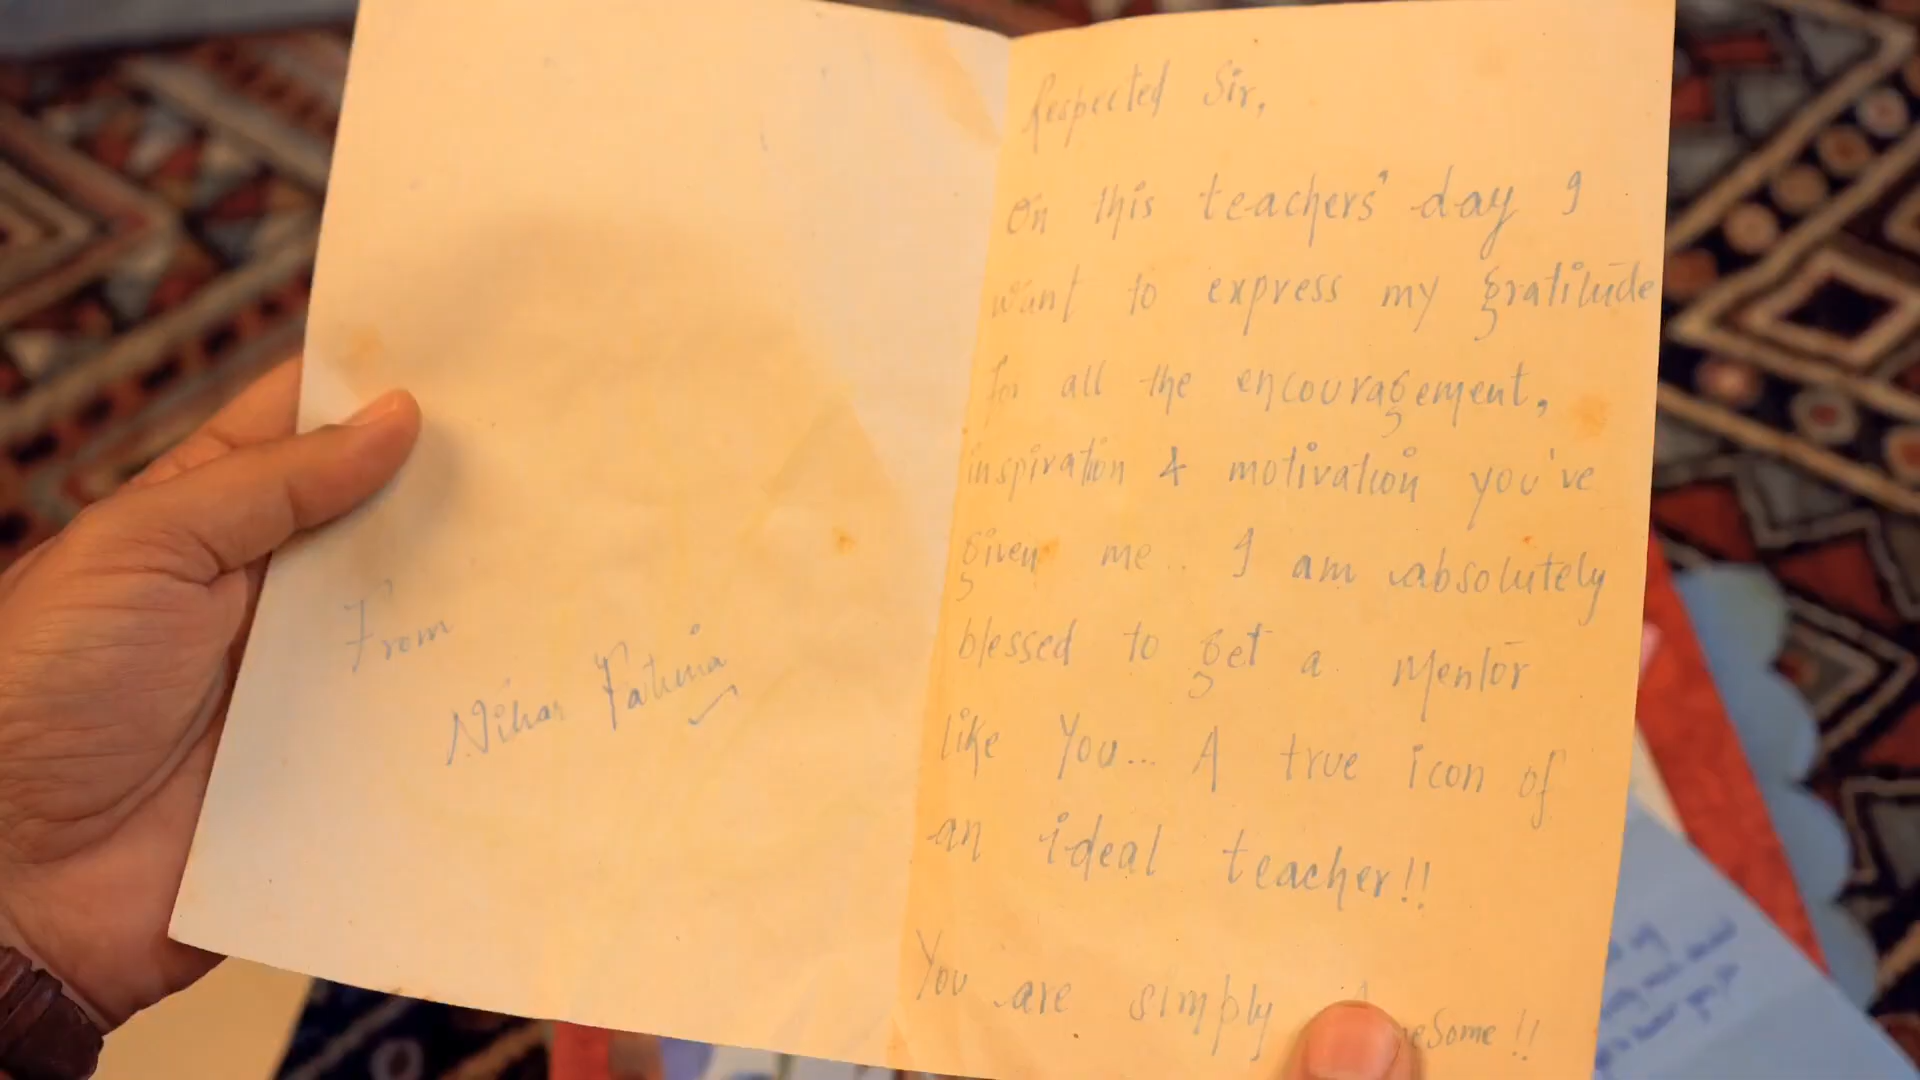 From
Nihar Fatima
Respected Sir,
On this teachers' day I
want to express my gratitude
for all the encouragement,
inspiration & motivation you've
given me.. I am absolutely
blessed to get a Mentor
like You... A true icon of
an ideal teacher!!
You are simply